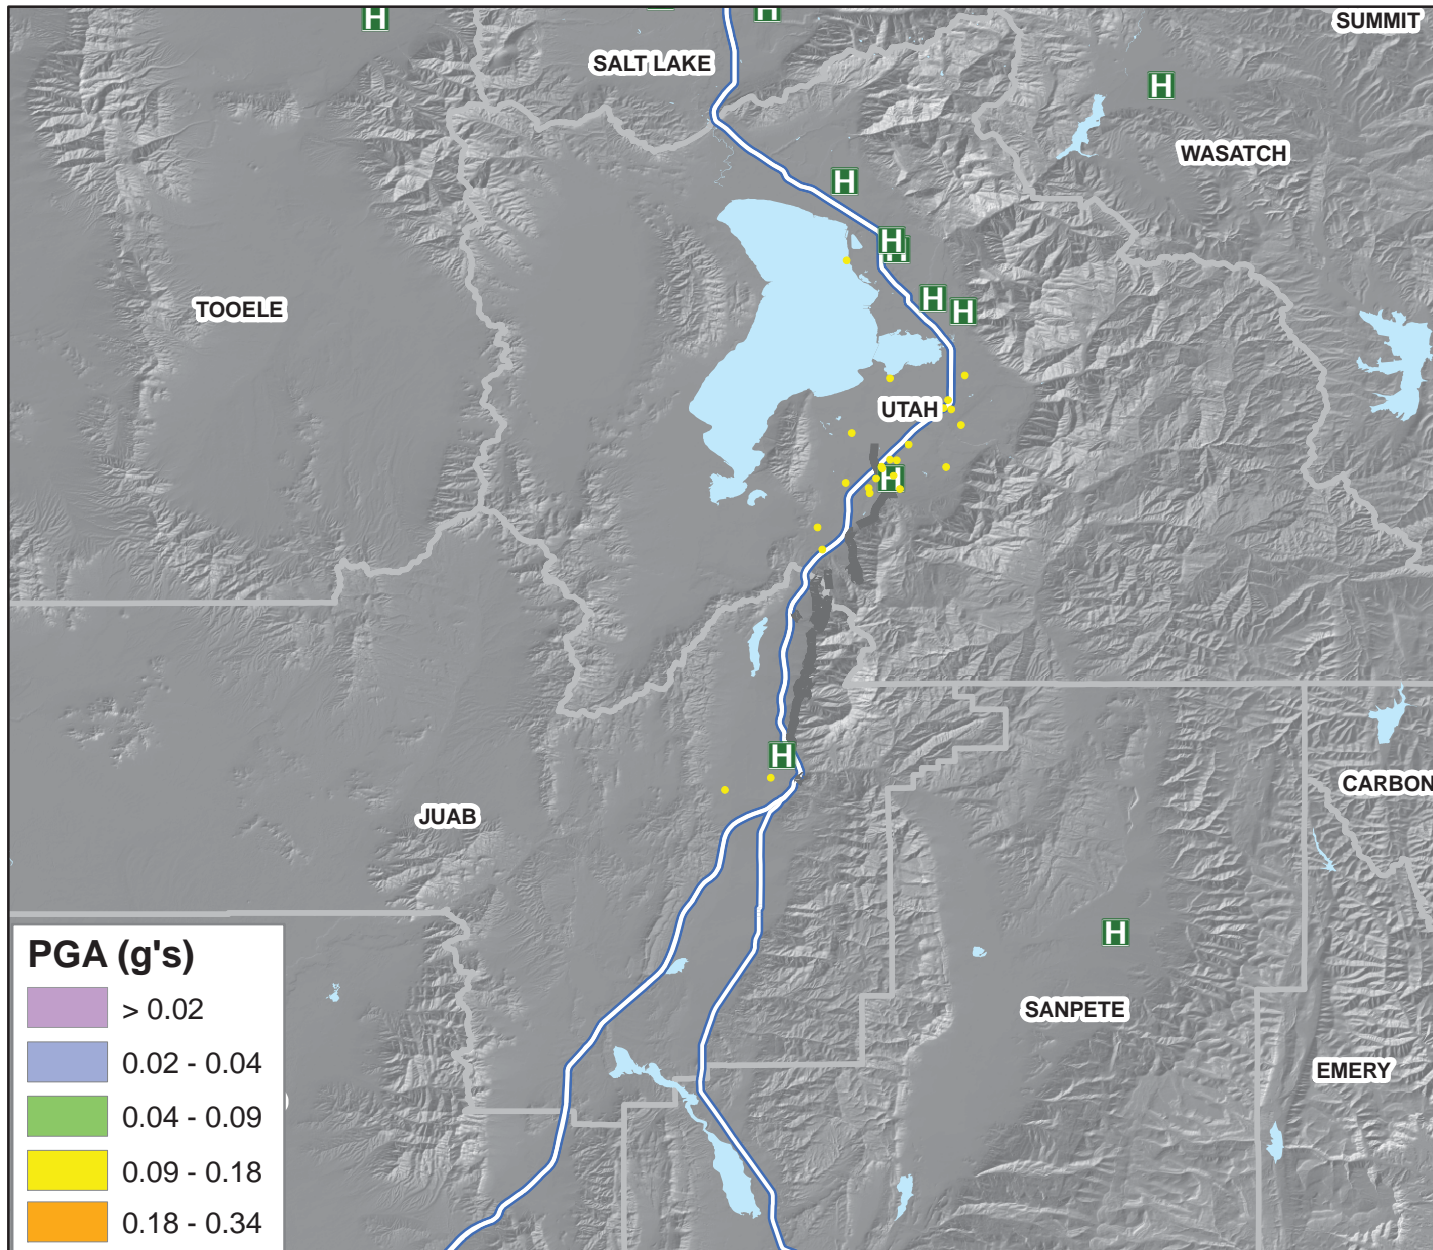 H
H
SUMMIT
SALT LAKE
H
WASATCH
H
H
H
TOOELE
H
H
UTAH
H
H
JUAB
CARBON
H
SANPETE
EMERY
PGA (g's)
> 0.02
0.02 - 0.04
0.04 - 0.09
0.09 - 0.18
0.18 - 0.34